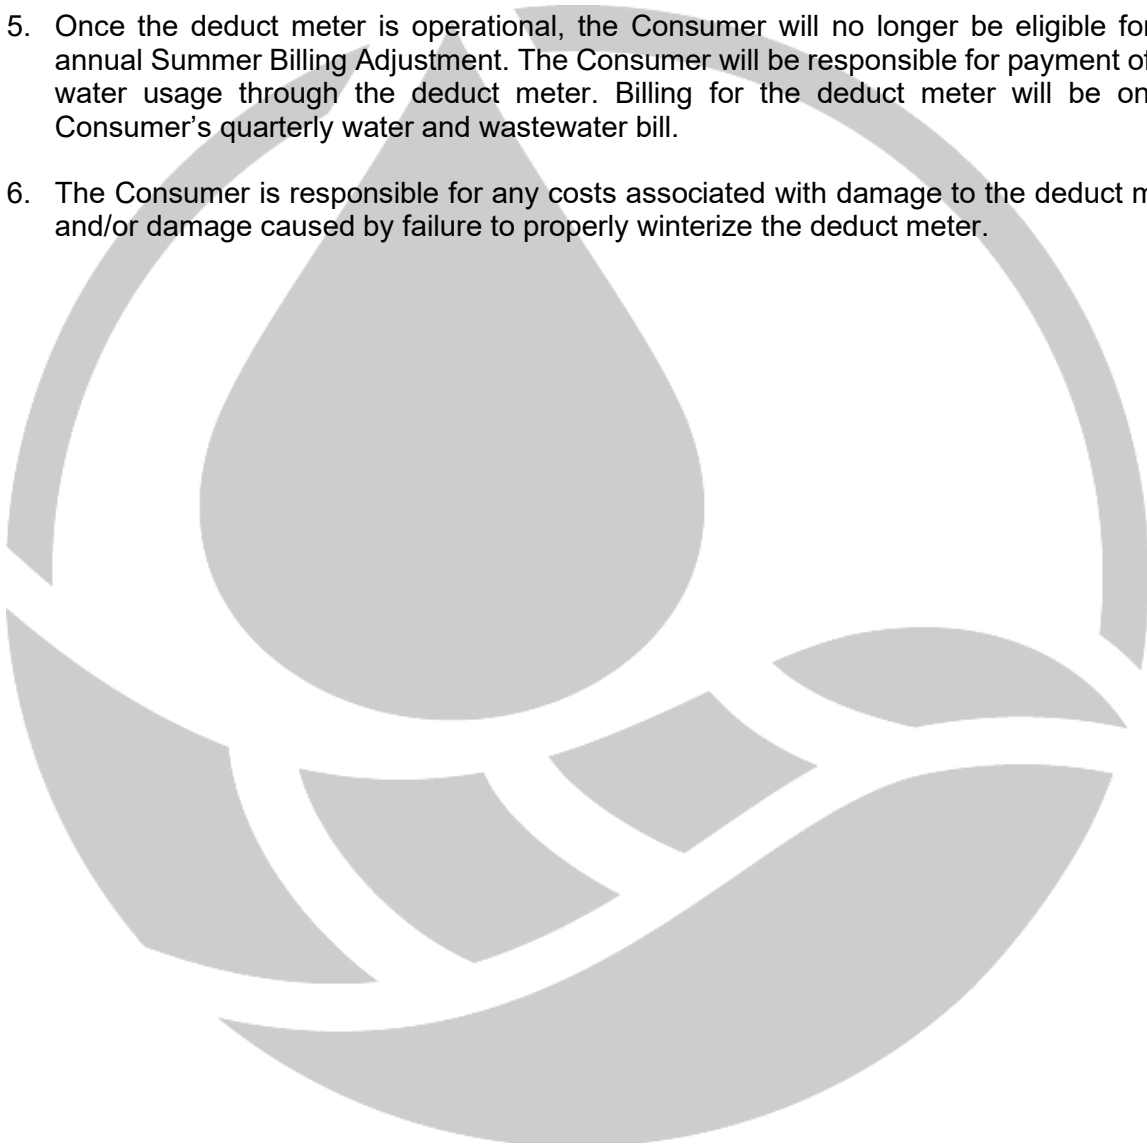 5. Once the deduct meter is operational, the Consumer will no longer be eligible for
annual Summer Billing Adjustment. The Consumer will be responsible for payment of
water usage through the deduct meter. Billing for the deduct meter will be on
Consumer’s quarterly water and wastewater bill.
6. The Consumer is responsible for any costs associated with damage to the deduct
and/or damage caused by failure to properly winterize the deduct meter.